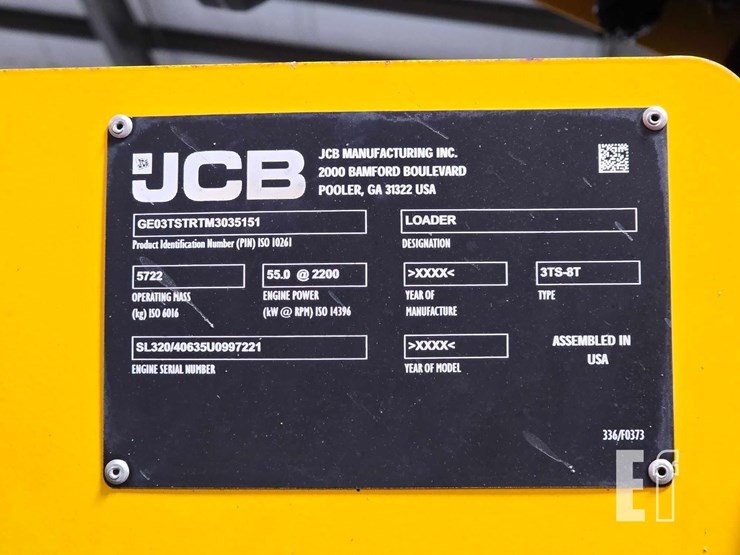 JCB
JCB MANUFACTURING INC.
2000 BAMFORD BOULEVARD
POOLER, GA 31322 USA
GE03TSTRTM3035151
Product Identification Number (PIN) ISO 10261
LOADER
DESIGNATION
5722
OPERATING MASS
(kg) ISO 6016
55.0 @ 2200
ENGINE POWER
(kW @ RPM) ISO 14396
>XXXX<
YEAR OF
MANUFACTURE
3TS-8T
TYPE
SL320/40635U0997221
ENGINE SERIAL NUMBER
>XXXX<
YEAR OF MODEL
ASSEMBLED IN
USA
336/F0373
Ef